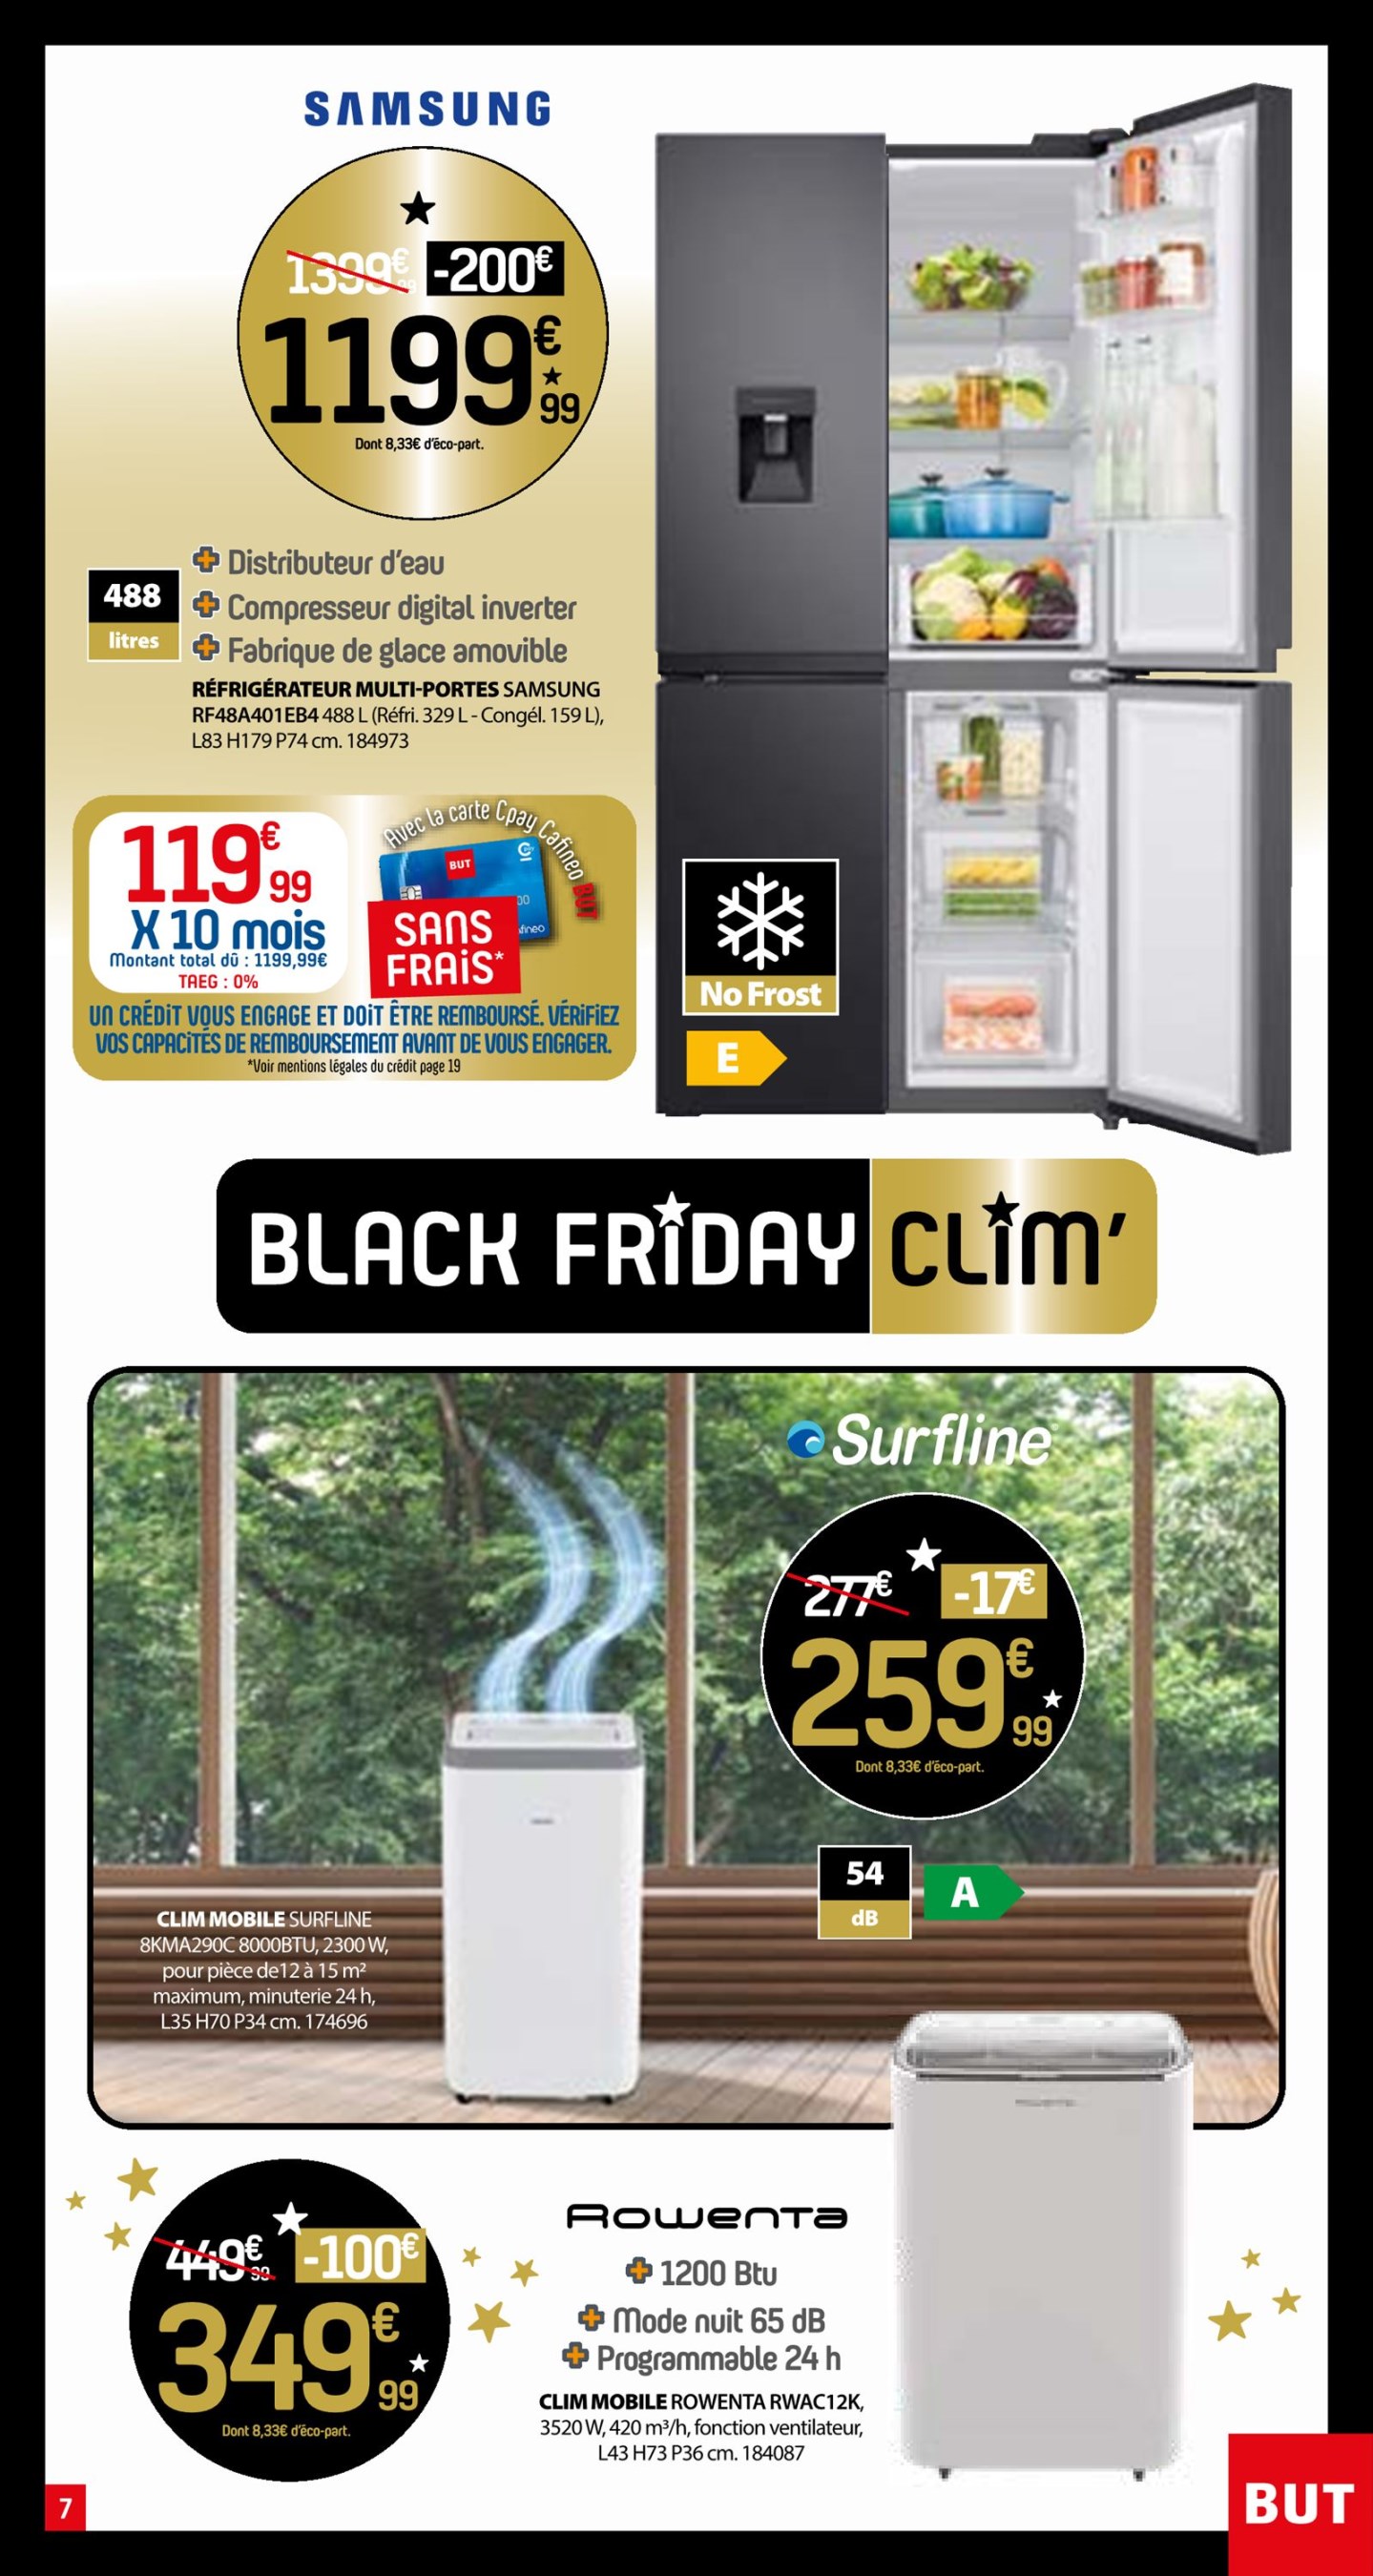 SAMSUNG
1399€99 -200€
1199€99
Dont 8,33€ d'éco-part.
488
litres
Distributeur d'eau
Compresseur digital inverter
Fabrique de glace amovible
RÉFRIGÉRATEUR MULTI-PORTES SAMSUNG
RF48A401EB4 488 L (Réfri. 329 L - Congél. 159 L),
L83 H179 P74 cm. 184973
119€99
X 10 mois
Montant total dû : 1199,99€
TAEG : 0%
Avec la carte Cpay Cafineo BUT
BUT
SANS
FRAIS*
UN CRÉDIT VOUS ENGAGE ET DOIT ÊTRE REMBOURSÉ. VÉRIFIEZ
VOS CAPACITÉS DE REMBOURSEMENT AVANT DE VOUS ENGAGER.
*Voir mentions légales du crédit page 19
No Frost
E
BLACK FRIDAY CLIM'
Surfline
277€ -17€
259€99
Dont 8,33€ d'éco-part.
54
dB
A
CLIM MOBILE SURFLINE
8KMA290C 8000BTU, 2300 W,
pour pièce de12 à 15 m²
maximum, minuterie 24 h,
L35 H70 P34 cm. 174696
449€99 -100€
349€99
Dont 8,33€ d'éco-part.
Rowenta
1200 Btu
Mode nuit 65 dB
Programmable 24 h
CLIM MOBILE ROWENTA RWAC12K,
3520 W, 420 m³/h, fonction ventilateur,
L43 H73 P36 cm. 184087
7
BUT